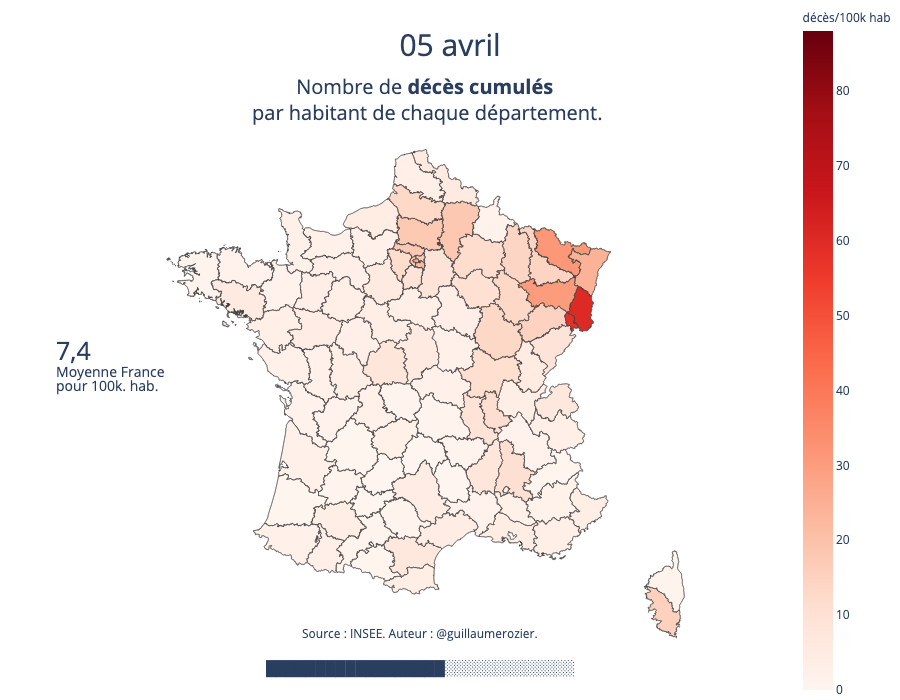 décès/100k hab
05 avril
Nombre de décès cumulés
par habitant de chaque département.
80
70
60
50
40
30
20
10
0
7,4
Moyenne France
pour 100k. hab.
Source : INSEE. Auteur : @guillaumerozier.